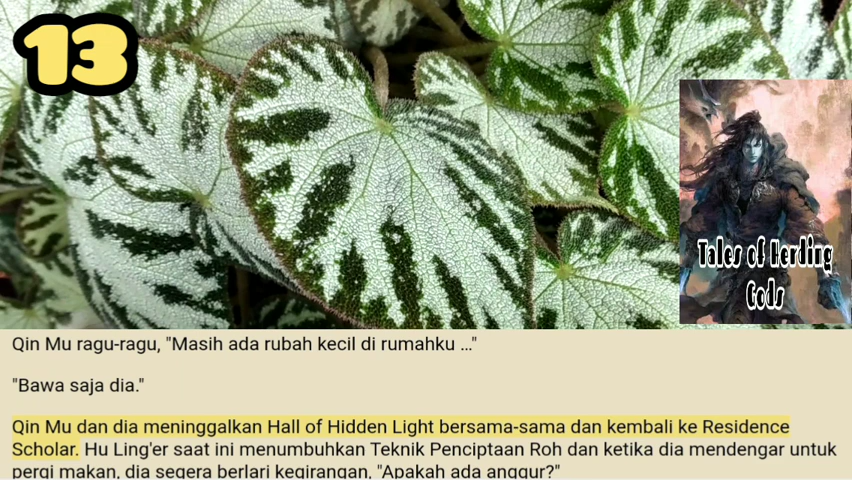 13
Tales of Herding
Gods
Qin Mu ragu-ragu, "Masih ada rubah kecil di rumahku ..."
"Bawa saja dia."
Qin Mu dan dia meninggalkan Hall of Hidden Light bersama-sama dan kembali ke Residence
Scholar. Hu Ling'er saat ini menumbuhkan Teknik Penciptaan Roh dan ketika dia mendengar untuk
pergi makan, dia segera berlari kegirangan, "Apakah ada anggur?"